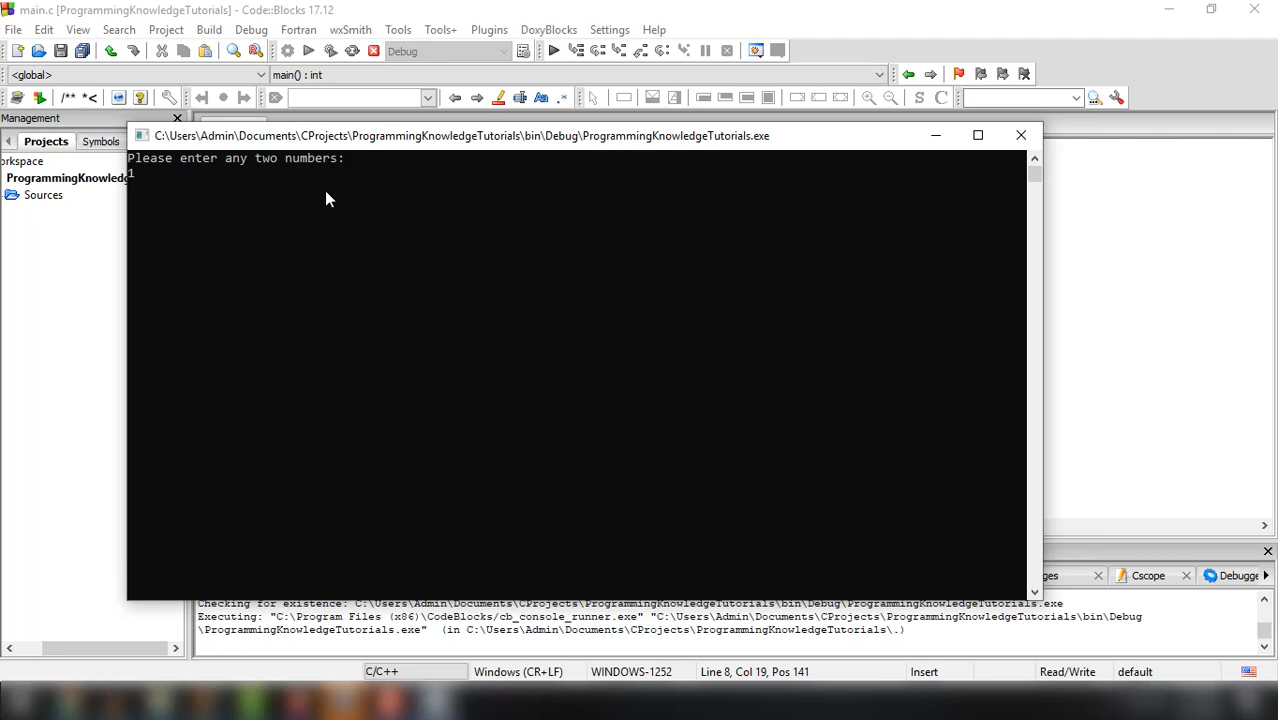 main.c [ProgrammingKnowledgeTutorials] - Code::Blocks 17.12
File Edit View Search Project Build Debug Fortran wxSmith Tools Tools+ Plugins DoxyBlocks Settings Help
Debug
<global> main() : int
/** *<
Management
Projects Symbols
C:\Users\Admin\Documents\CProjects\ProgrammingKnowledgeTutorials\bin\Debug\ProgrammingKnowledgeTutorials.exe
orkspace
ProgrammingKnowledg
Sources
Please enter any two numbers:
1
ges Cscope Debugge
Checking for existence: C:\Users\Admin\Documents\CProjects\ProgrammingKnowledgeTutorials\bin\Debug\ProgrammingKnowledgeTutorials.exe
Executing: "C:\Program Files (x86)\CodeBlocks/cb_console_runner.exe" "C:\Users\Admin\Documents\CProjects\ProgrammingKnowledgeTutorials\bin\Debug
\ProgrammingKnowledgeTutorials.exe" (in C:\Users\Admin\Documents\CProjects\ProgrammingKnowledgeTutorials\.)
C/C++ Windows (CR+LF) WINDOWS-1252 Line 8, Col 19, Pos 141 Insert Read/Write default